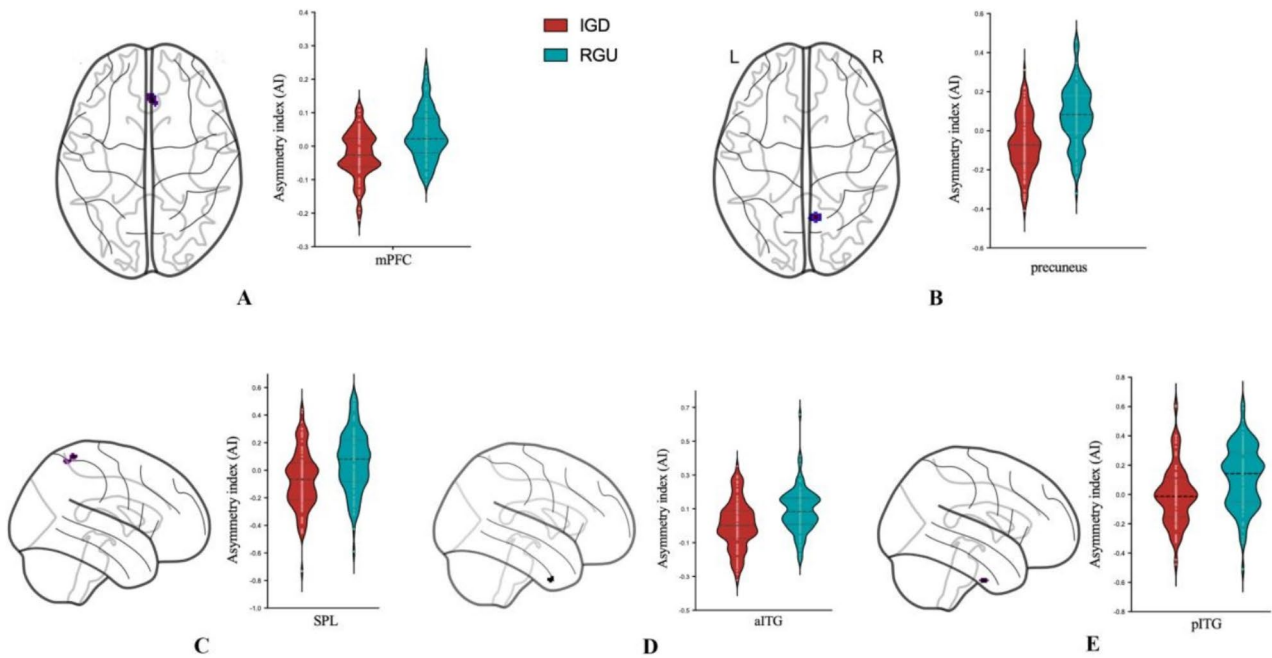 IGD
RGU
Asymmetry index (AI)
0.4
0.3
0.2
0.1
0.0
-0.1
-0.2
-0.3
mPFC
A
L
R
Asymmetry index (AI)
0.6
0.4
0.2
0.0
-0.2
-0.4
-0.6
precuneus
B
Asymmetry index (AI)
0.6
0.4
0.2
0.0
-0.2
-0.4
-0.6
-0.8
-1.0
SPL
C
Asymmetry index (AI)
0.7
0.5
0.3
0.1
-0.1
-0.3
-0.5
aITG
D
Asymmetry index (AI)
0.8
0.6
0.4
0.2
0.0
-0.2
-0.4
-0.6
-0.8
pITG
E